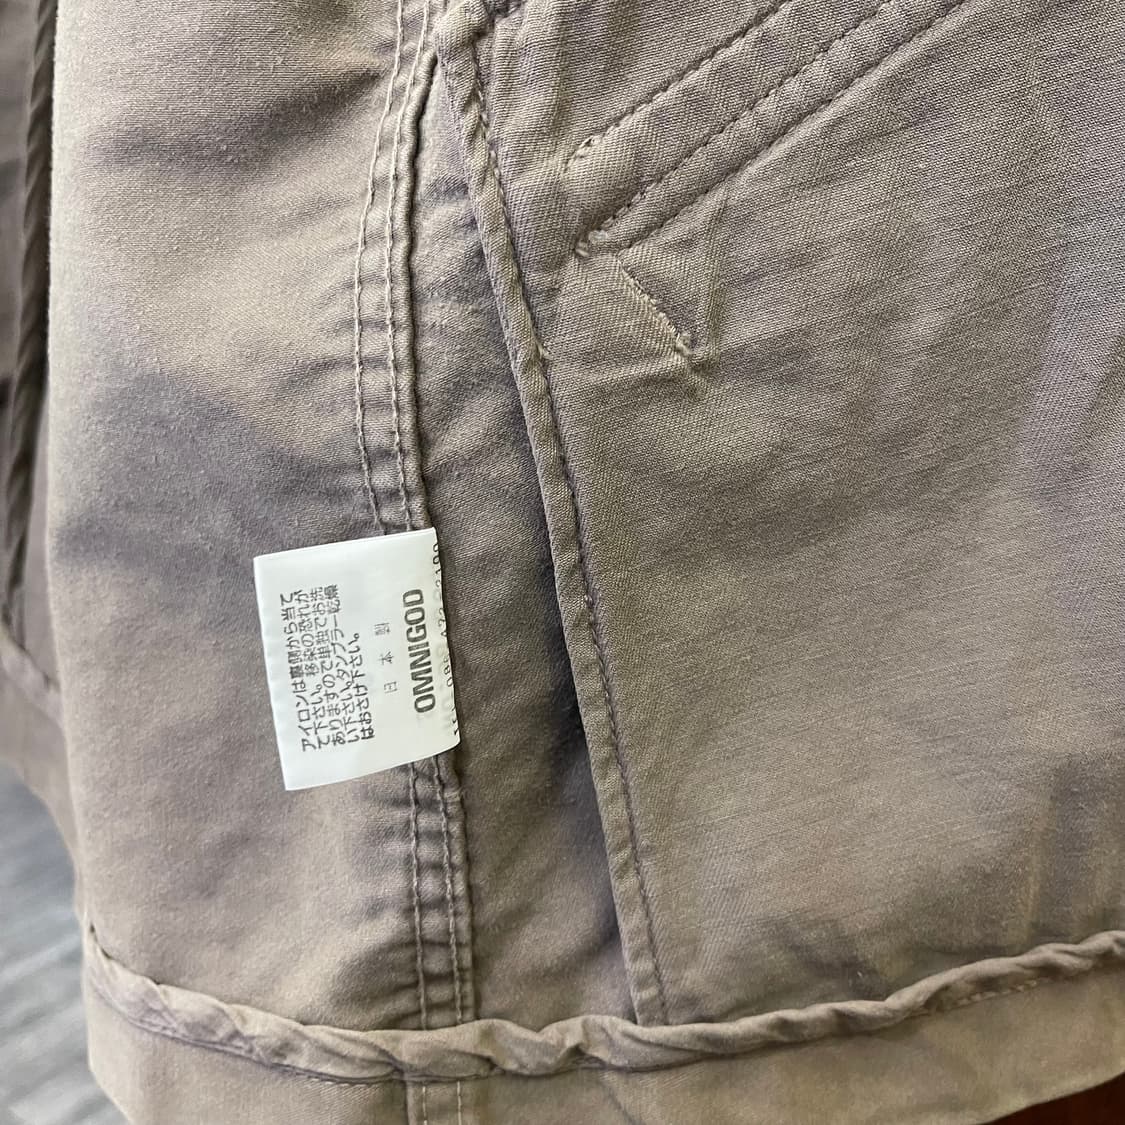 アイロンは裏側から当て
て下さい。移染の恐れが
ありますので単独でお洗
い下さい。タンブラー乾燥
はおさけ下さい。
日本製
OMNIGOD